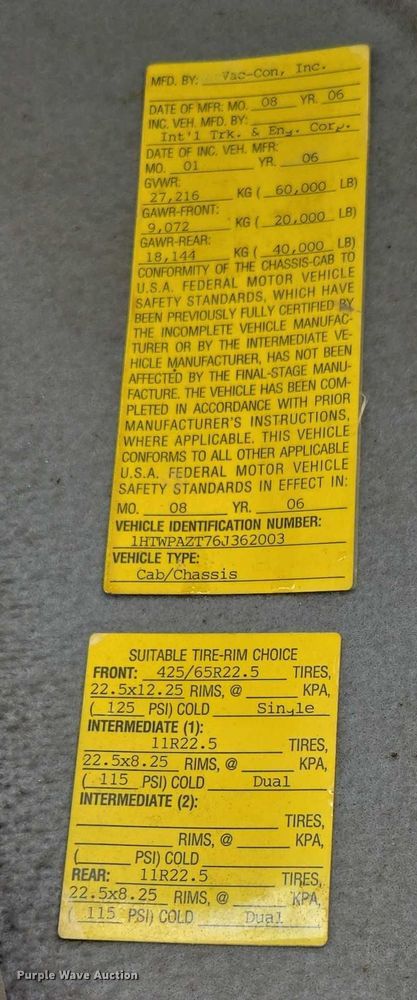 MFD. BY: Vac-Con, Inc.
DATE OF MFR: MO. 08 YR. 06
INC. VEH. MFD. BY:
Int'l Trk. & Eng. Corp.
DATE OF INC. VEH. MFR:
MO. 01 YR. 06
GVWR:
27,216 KG ( 60,000 LB)
GAWR-FRONT:
9,072 KG ( 20,000 LB)
GAWR-REAR:
18,144 KG ( 40,000 LB)
CONFORMITY OF THE CHASSIS-CAB TO
U.S.A. FEDERAL MOTOR VEHICLE
SAFETY STANDARDS, WHICH HAVE
BEEN PREVIOUSLY FULLY CERTIFIED BY
THE INCOMPLETE VEHICLE MANUFAC-
TURER OR BY THE INTERMEDIATE VE-
HICLE MANUFACTURER, HAS NOT BEEN
AFFECTED BY THE FINAL-STAGE MANU-
FACTURE. THE VEHICLE HAS BEEN COM-
PLETED IN ACCORDANCE WITH PRIOR
MANUFACTURER'S INSTRUCTIONS,
WHERE APPLICABLE. THIS VEHICLE
CONFORMS TO ALL OTHER APPLICABLE
U.S.A. FEDERAL MOTOR VEHICLE
SAFETY STANDARDS IN EFFECT IN:
MO. 08 YR. 06
VEHICLE IDENTIFICATION NUMBER:
1HTWPAZT76J362003
VEHICLE TYPE:
Cab/Chassis
SUITABLE TIRE-RIM CHOICE
FRONT: 425/65R22.5 TIRES,
22.5x12.25 RIMS, @ KPA,
( 125 PSI) COLD Single
INTERMEDIATE (1):
11R22.5 TIRES,
22.5x8.25 RIMS, @ KPA,
( 115 PSI) COLD Dual
INTERMEDIATE (2):
TIRES,
RIMS, @ KPA,
( PSI) COLD
REAR: 11R22.5 TIRES,
22.5x8.25 RIMS, @ KPA,
( 115 PSI) COLD Dual
Purple Wave Auction